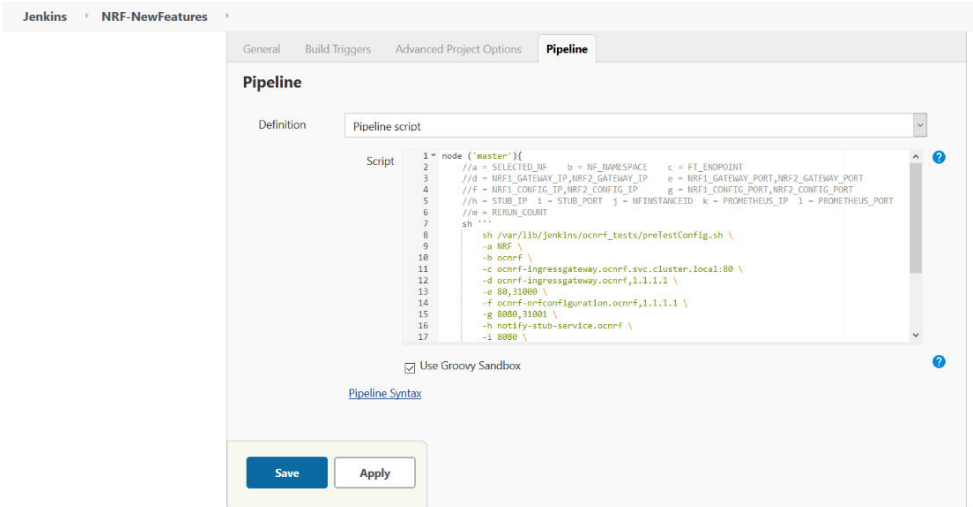 Jenkins NRF-NewFeatures
General Build Triggers Advanced Project Options Pipeline
Pipeline
Definition Pipeline script
Script
1 node ('master'){
2 //a = SELECTED_NF b = NF_NAMESPACE c = FT_ENDPOINT
3 //d = NRF1_GATEWAY_IP,NRF2_GATEWAY_IP e = NRF1_GATEWAY_PORT,NRF2_GATEWAY_PORT
4 //f = NRF1_CONFIG_IP,NRF2_CONFIG_IP g = NRF1_CONFIG_PORT,NRF2_CONFIG_PORT
5 //h = STUB_IP i = STUB_PORT j = NFINSTANCEID k = PROMETHEUS_IP l = PROMETHEUS_PORT
6 //m = RERUN_COUNT
7 sh '''
8 sh /var/lib/jenkins/ocnrf_tests/preTestConfig.sh \
9 -a NRF \
10 -b ocnrf \
11 -c ocnrf-ingressgateway.ocnrf.svc.cluster.local:80 \
12 -d ocnrf-ingressgateway.ocnrf,1.1.1.1 \
13 -e 80,31000 \
14 -f ocnrf-nrfconfiguration.ocnrf,1.1.1.1 \
15 -g 8080,31001 \
16 -h notify-stub-service.ocnrf \
17 -i 8080 \
Use Groovy Sandbox
Pipeline Syntax
Save Apply